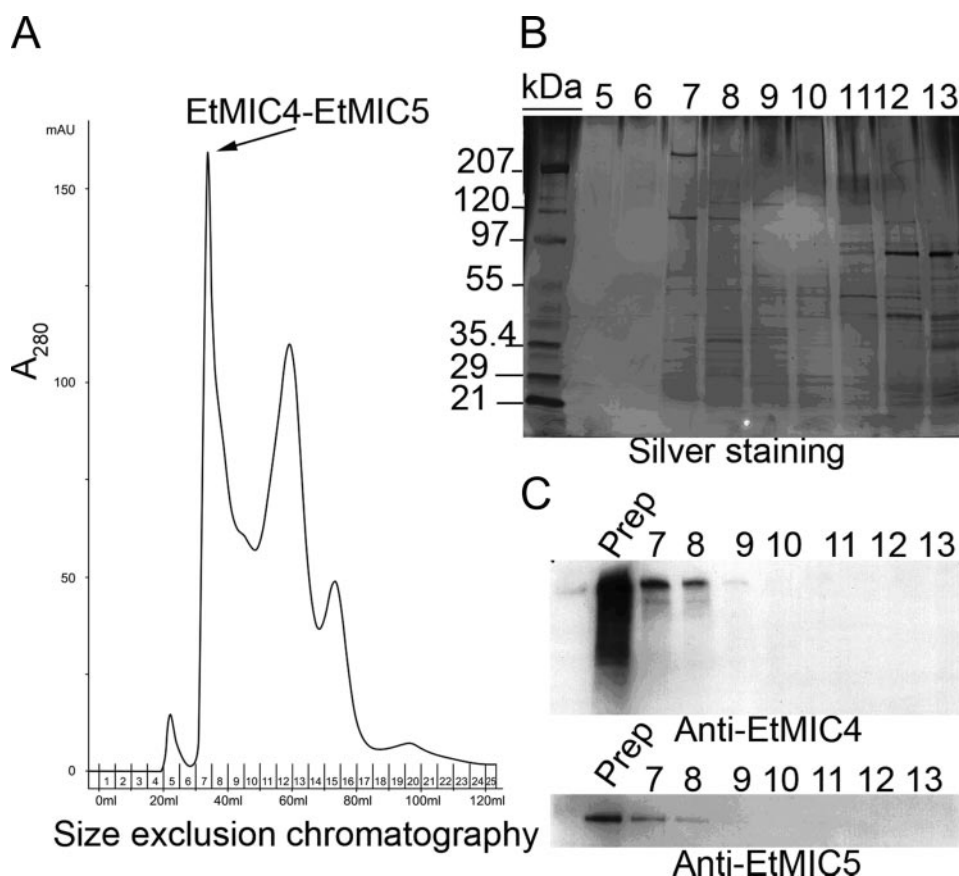 A
EtMIC4-EtMIC5
mAU
150
100
50
0
A280
1 2 3 4 5 6 7 8 9 10 11 12 13 14 15 16 17 18 19 20 21 22 23 24 25
0ml 20ml 40ml 60ml 80ml 100ml 120ml
Size exclusion chromatography
B
kDa 5 6 7 8 9 10 11 12 13
207
120
97
55
35.4
29
21
Silver staining
C
Prep 7 8 9 10 11 12 13
Anti-EtMIC4
Prep 7 8 9 10 11 12 13
Anti-EtMIC5